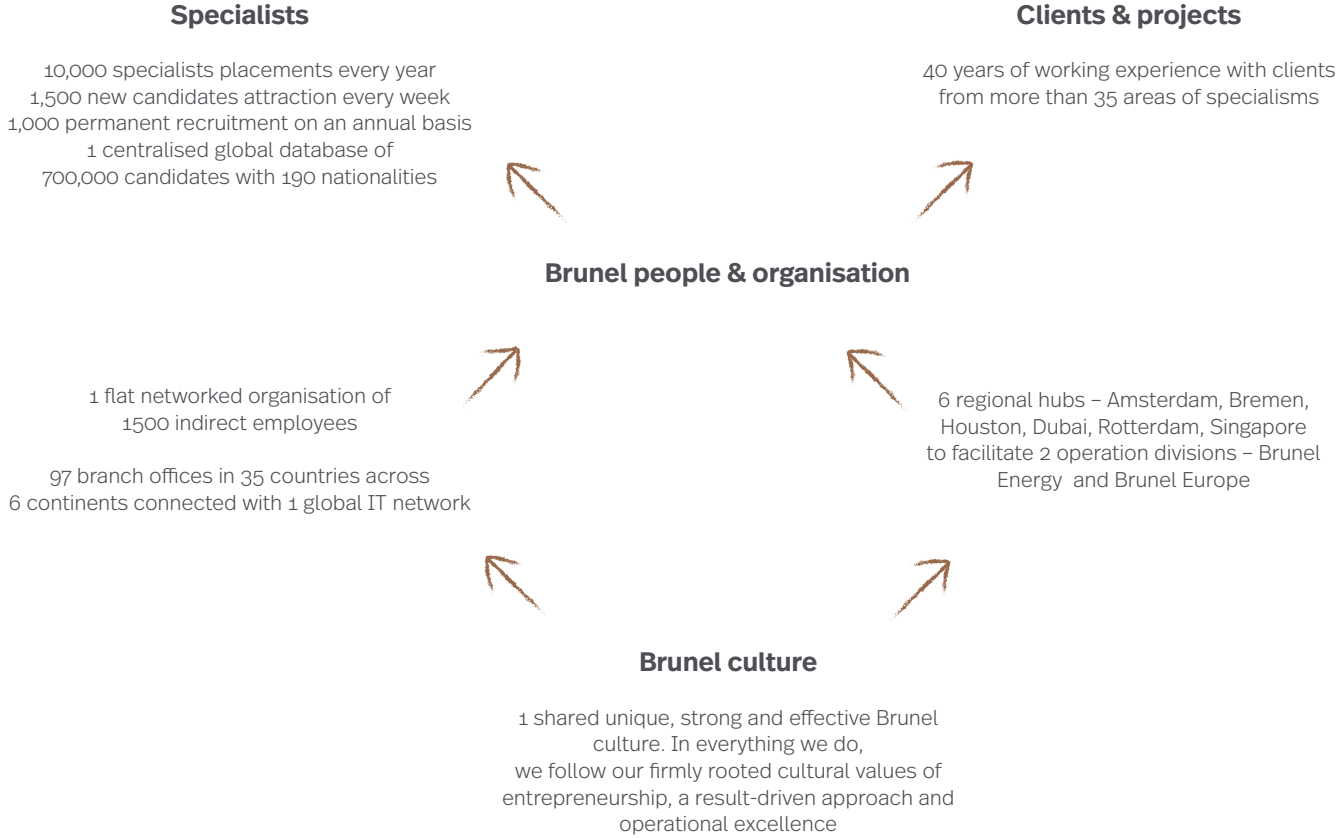 Specialists
10,000 specialists placements every year
1,500 new candidates attraction every week
1,000 permanent recruitment on an annual basis
1 centralised global database of
700,000 candidates with 190 nationalities
Clients & projects
40 years of working experience with clients
from more than 35 areas of specialisms
Brunel people & organisation
1 flat networked organisation of
1500 indirect employees
97 branch offices in 35 countries across
6 continents connected with 1 global IT network
6 regional hubs – Amsterdam, Bremen,
Houston, Dubai, Rotterdam, Singapore
to facilitate 2 operation divisions – Brunel
Energy and Brunel Europe
Brunel culture
1 shared unique, strong and effective Brunel
culture. In everything we do,
we follow our firmly rooted cultural values of
entrepreneurship, a result-driven approach and
operational excellence